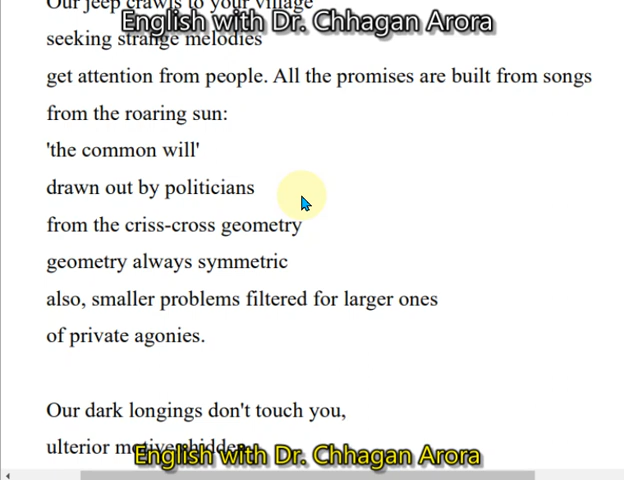 Our jeep crawls to your village
English with Dr. Chhagan Arora
seeking strange melodies
get attention from people. All the promises are built from songs
from the roaring sun:
'the common will'
drawn out by politicians
from the criss-cross geometry
geometry always symmetric
also, smaller problems filtered for larger ones
of private agonies.
Our dark longings don't touch you,
ulterior motives hidden
English with Dr. Chhagan Arora